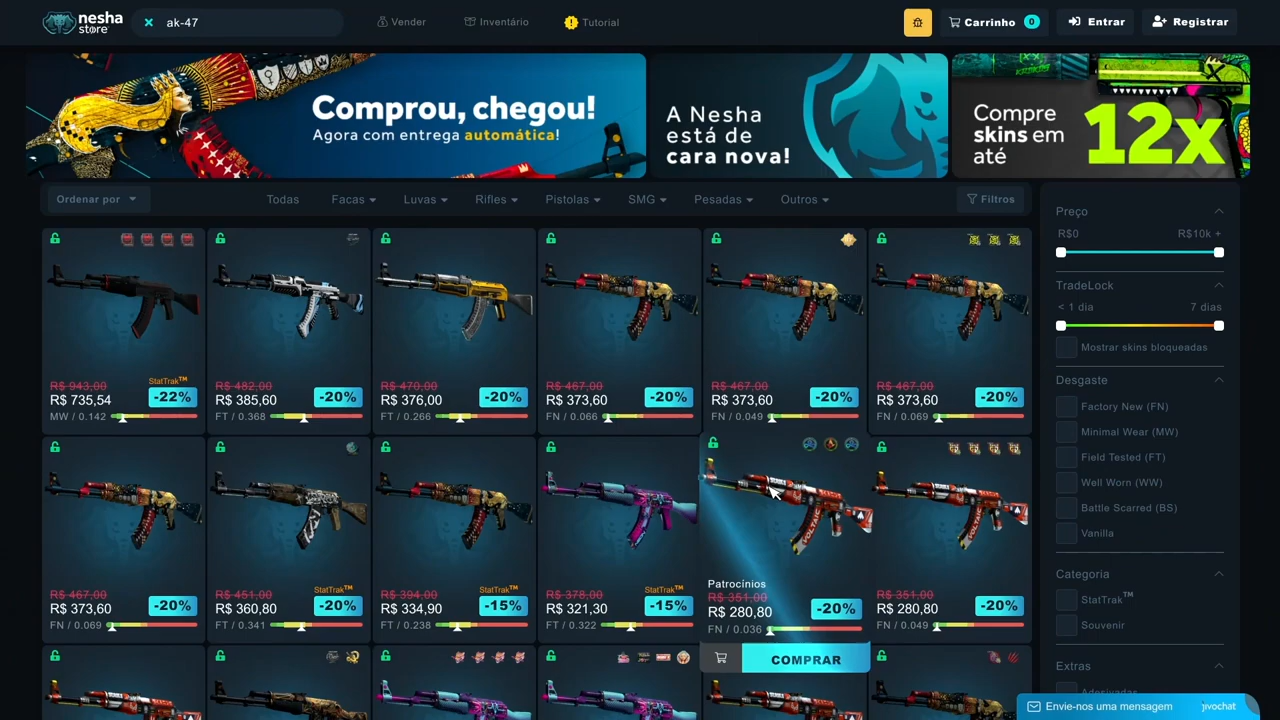 nesha store™
ak-47
Vender
Inventário
Tutorial
Carrinho 0
Entrar
Registrar
Comprou, chegou!
Agora com entrega automática!
A Nesha
está de
cara nova!
Compre
skins em
até
12x
Ordenar por
Todas
Facas
Luvas
Rifles
Pistolas
SMG
Pesadas
Outros
Filtros
StatTrak™
R$ 943,00
R$ 735,54
-22%
MW / 0.142
R$ 482,00
R$ 385,60
-20%
FT / 0.368
R$ 470,00
R$ 376,00
-20%
FT / 0.266
R$ 467,00
R$ 373,60
-20%
FN / 0.066
R$ 467,00
R$ 373,60
-20%
FN / 0.049
R$ 467,00
R$ 373,60
-20%
FN / 0.069
R$ 467,00
R$ 373,60
-20%
FN / 0.069
StatTrak™
R$ 451,00
R$ 360,80
-20%
FT / 0.341
StatTrak™
R$ 394,00
R$ 334,90
-15%
FT / 0.238
StatTrak™
R$ 378,00
R$ 321,30
-15%
FT / 0.322
Patrocínios
R$ 351,00
R$ 280,80
-20%
FN / 0.036
COMPRAR
R$ 351,00
R$ 280,80
-20%
FN / 0.049
Preço
R$0
R$10k +
TradeLock
< 1 dia
7 dias
Mostrar skins bloqueadas
Desgaste
Factory New (FN)
Minimal Wear (MW)
Field Tested (FT)
Well Worn (WW)
Battle Scarred (BS)
Vanilla
Categoria
StatTrak™
Souvenir
Extras
Adesivadas
Envie-nos uma mensagem
jivochat